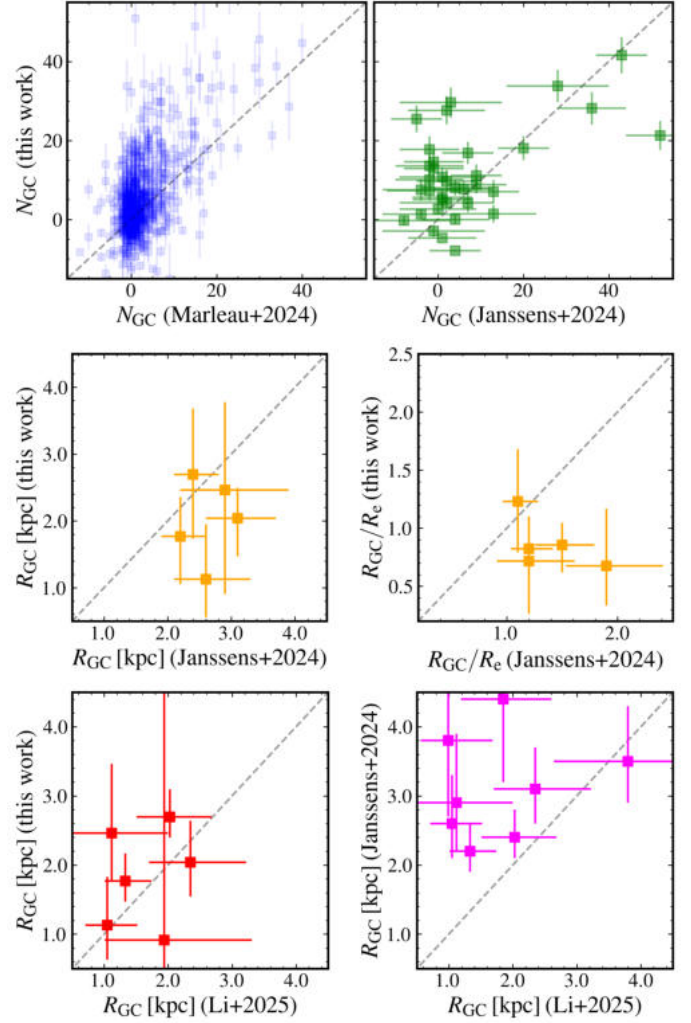 40
20
0
N_GC (this work)
0 20 40
0 20 40
N_GC (Marleau+2024)
N_GC (Janssens+2024)
4.0
3.0
2.0
1.0
R_GC [kpc] (this work)
1.0 2.0 3.0 4.0
R_GC [kpc] (Janssens+2024)
2.5
2.0
1.5
1.0
0.5
R_GC/R_e (this work)
1.0 2.0
R_GC/R_e (Janssens+2024)
4.0
3.0
2.0
1.0
R_GC [kpc] (this work)
1.0 2.0 3.0 4.0
R_GC [kpc] (Li+2025)
4.0
3.0
2.0
1.0
R_GC [kpc] (Janssens+2024)
1.0 2.0 3.0 4.0
R_GC [kpc] (Li+2025)